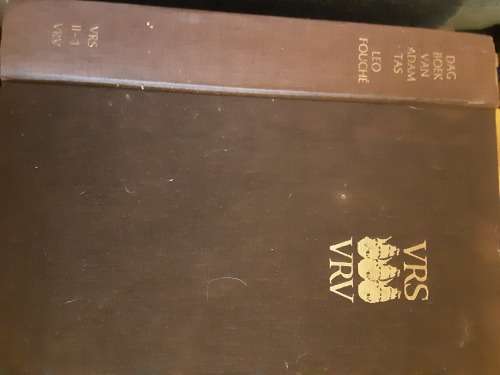 DAG
BOEK
VAN
ADAM
TAS
LEO
FOUCHÉ
VRS
II-1
VRV
VRS
VRV